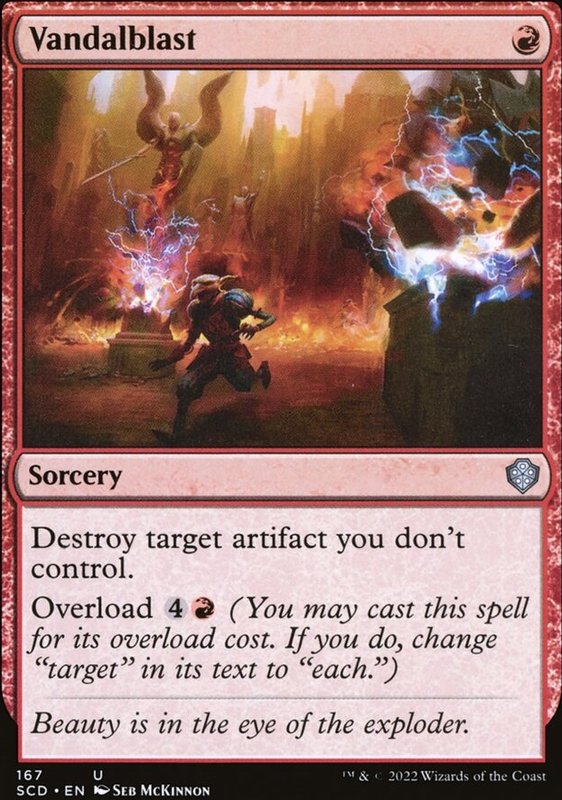 Vandalblast
Sorcery
Destroy target artifact you don't
control.
Overload 4 (You may cast this spell
for its overload cost. If you do, change
“target” in its text to “each.”)
Beauty is in the eye of the exploder.
167 U
SCD • EN Seb McKinnon
™ & © 2022 Wizards of the Coast